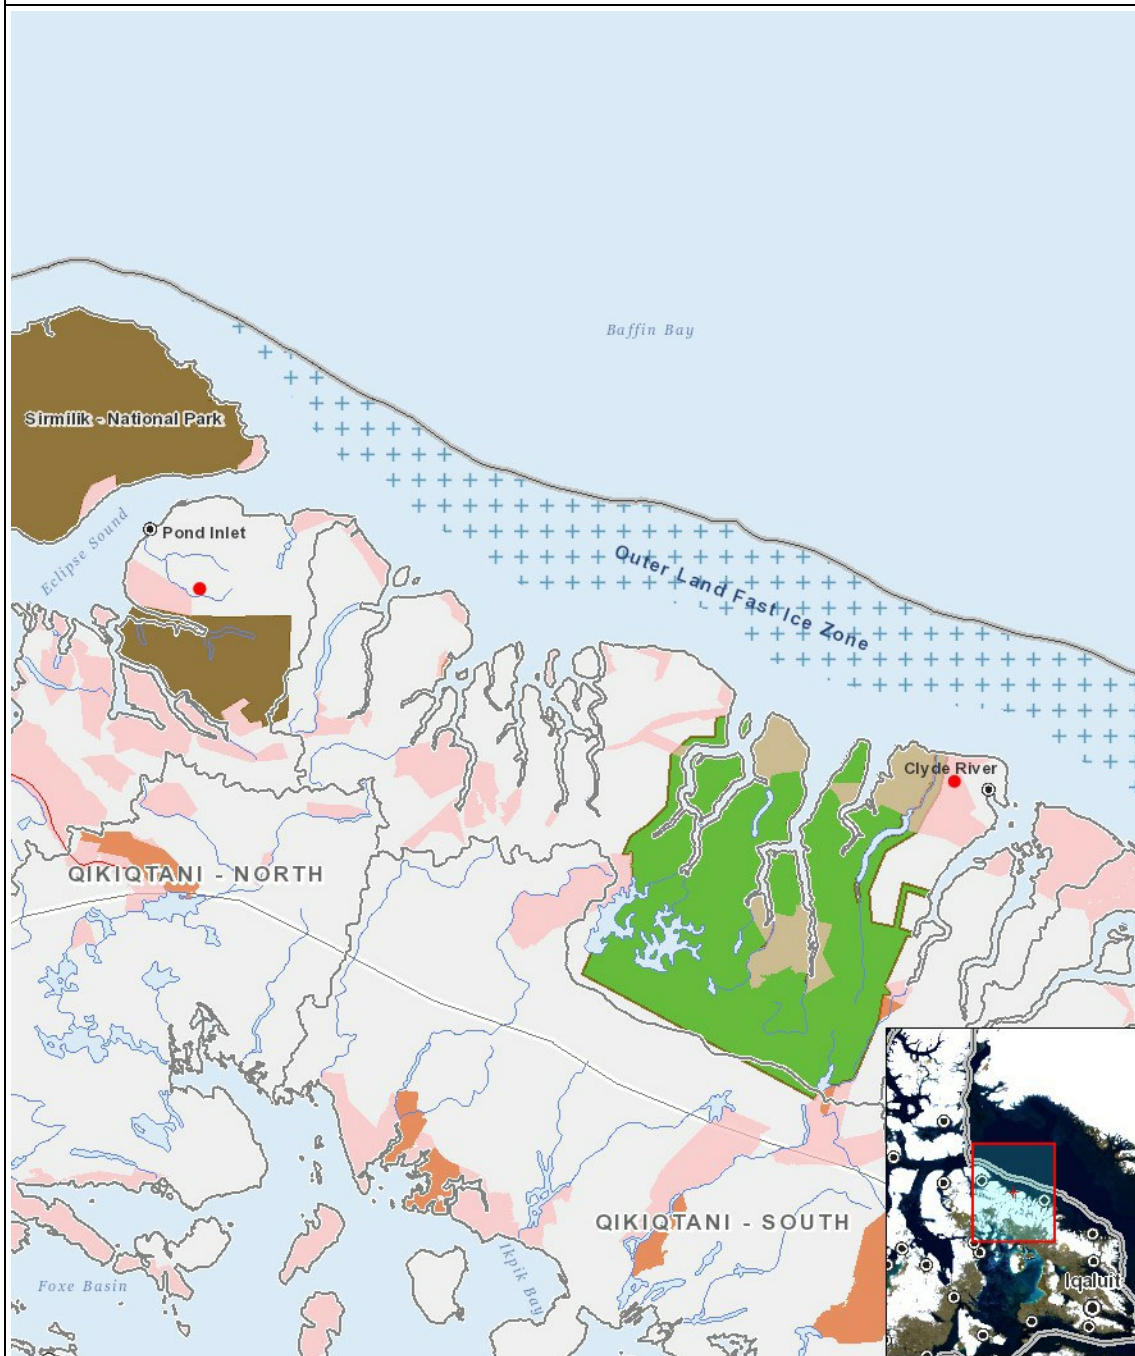 Baffin Bay
Sirmilik - National Park
Eclipse Sound
Pond Inlet
Outer Land Fast Ice Zone
Clyde River
QIKIQTANI - NORTH
QIKIQTANI - SOUTH
Ikpik Bay
Foxe Basin
Iqaluit